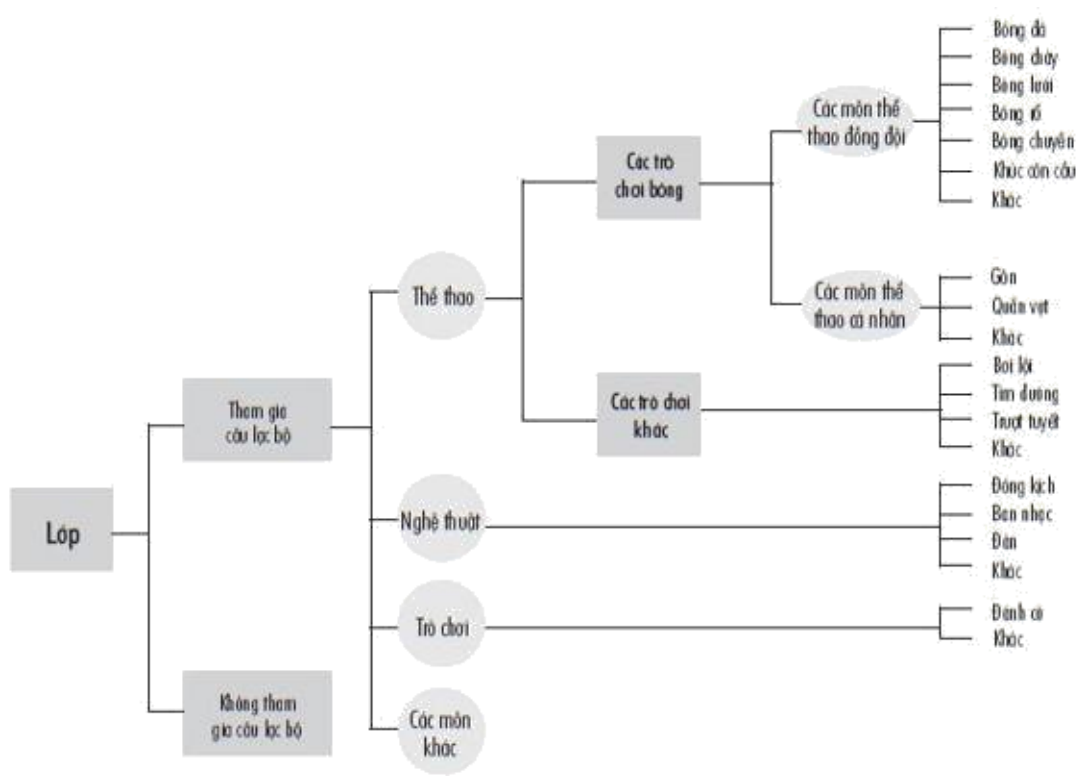 Bóng đá
Bóng chày
Bóng lưới
Bóng rổ
Bóng chuyền
Khúc côn cầu
Khác
Các môn thể
thao đồng đội
Các trò
chơi bóng
Gôn
Quần vợt
Khác
Các môn thể
thao cá nhân
Thể thao
Bơi lội
Tìm đường
Trượt tuyết
Khác
Các trò chơi
khác
Tham gia
câu lạc bộ
Đóng kịch
Ban nhạc
Đàn
Khác
Nghệ thuật
Lớp
Đánh cờ
Khác
Trò chơi
Không tham
gia câu lạc bộ
Các môn
khác